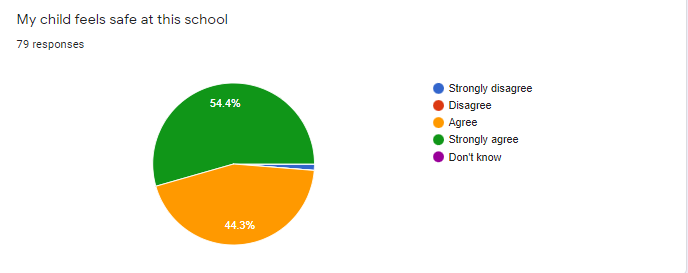 My child feels safe at this school
79 responses
54.4%
44.3%
Strongly disagree
Disagree
Agree
Strongly agree
Don't know